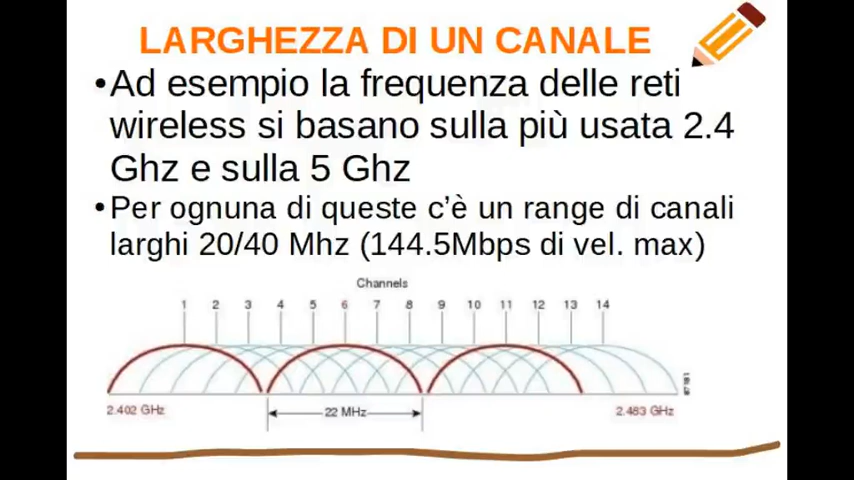 LARGHEZZA DI UN CANALE
•Ad esempio la frequenza delle reti
wireless si basano sulla più usata 2.4
Ghz e sulla 5 Ghz
•Per ognuna di queste c’è un range di canali
larghi 20/40 Mhz (144.5Mbps di vel. max)
Channels
1 2 3 4 5 6 7 8 9 10 11 12 13 14
2.402 GHz
22 MHz
2.483 GHz